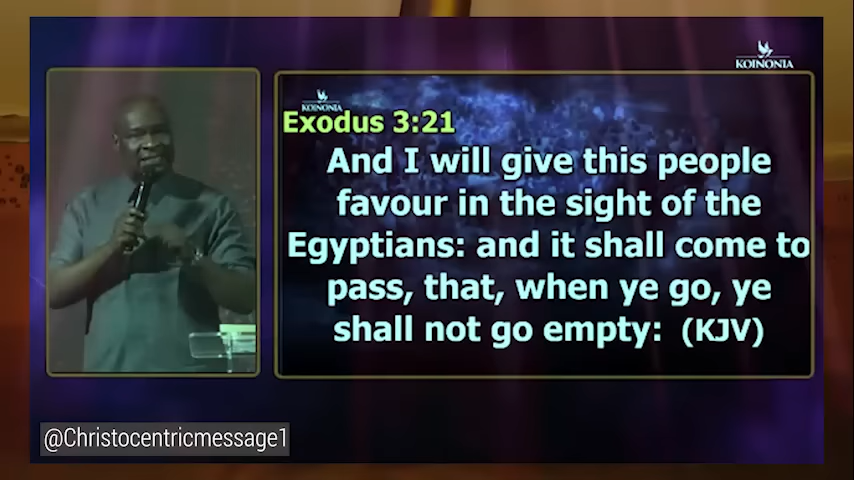 KOINONIA
KOINONIA
Exodus 3:21
And I will give this people
favour in the sight of the
Egyptians: and it shall come to
pass, that, when ye go, ye
shall not go empty: (KJV)
@Christocentricmessage1